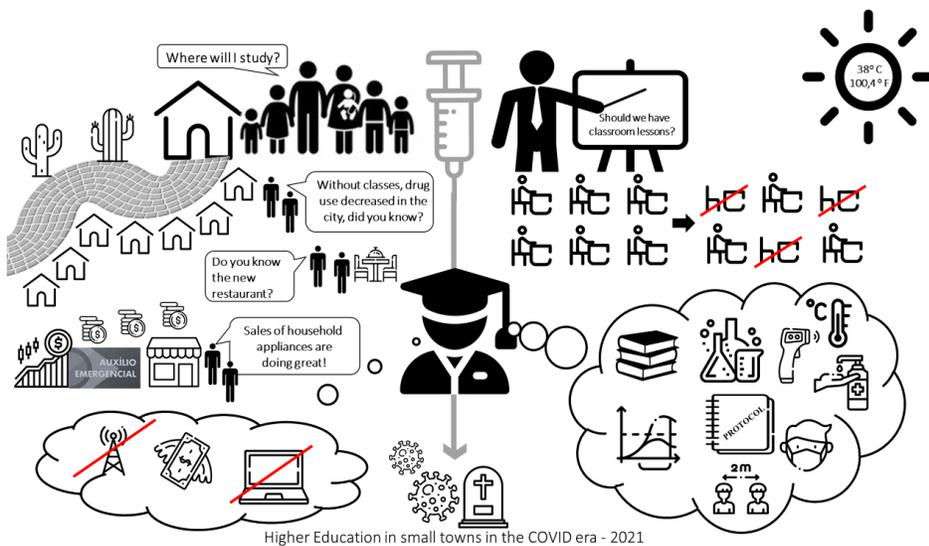 Where will I study?
38º C
100,4 º F
Should we have
classroom lessons?
Without classes, drug
use decreased in the
city, did you know?
Do you know
the new
restaurant?
Sales of household
appliances are
doing great!
AUXÍLIO
EMERGENCIAL
$
$
°C
PROTOCOL
2m
Higher Education in small towns in the COVID era - 2021